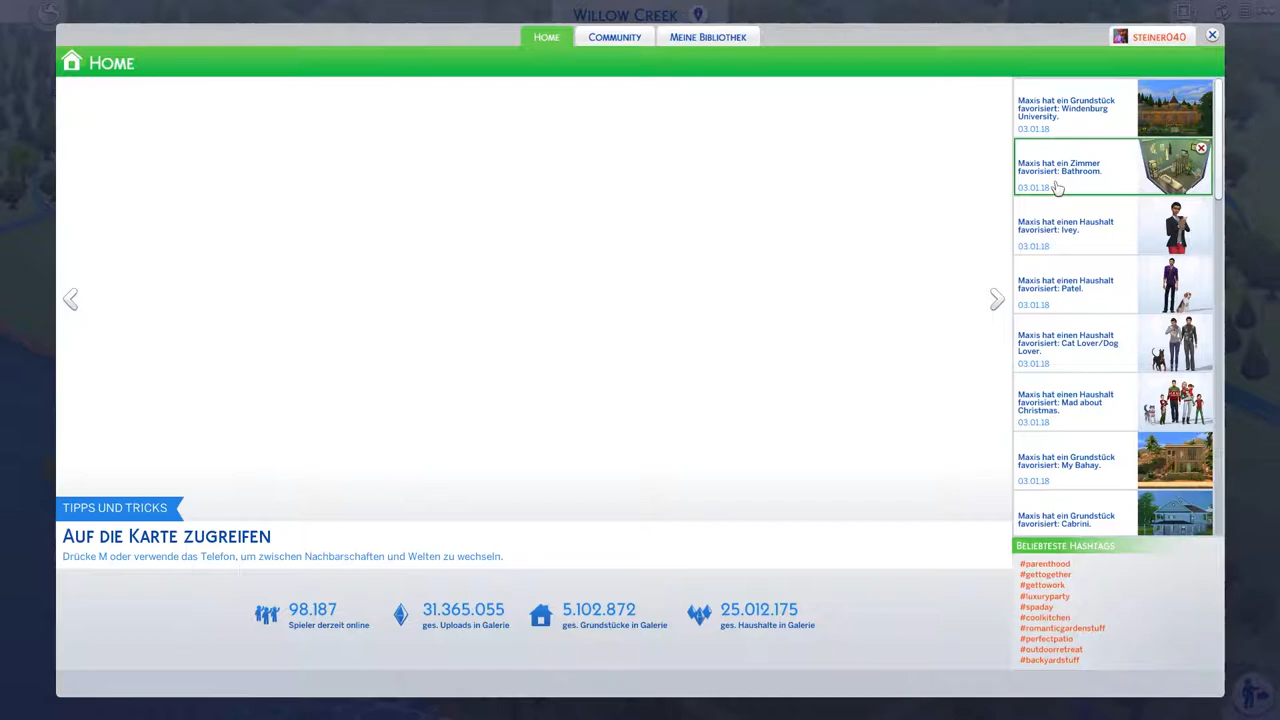 WILLOW CREEK
HOME
COMMUNITY
MEINE BIBLIOTHEK
STEINER040
HOME
Maxis hat ein Grundstück
favorisiert: Windenburg
University.
03.01.18
Maxis hat ein Zimmer
favorisiert: Bathroom.
03.01.18
Maxis hat einen Haushalt
favorisiert: Ivey.
03.01.18
Maxis hat einen Haushalt
favorisiert: Patel.
03.01.18
Maxis hat einen Haushalt
favorisiert: Cat Lover/Dog
Lover.
03.01.18
Maxis hat einen Haushalt
favorisiert: Mad about
Christmas.
03.01.18
Maxis hat ein Grundstück
favorisiert: My Bahay.
03.01.18
Maxis hat ein Grundstück
favorisiert: Cabrini.
TIPPS UND TRICKS
AUF DIE KARTE ZUGREIFEN
Drücke M oder verwende das Telefon, um zwischen Nachbarschaften und Welten zu wechseln.
98.187
Spieler derzeit online
31.365.055
ges. Uploads in Galerie
5.102.872
ges. Grundstücke in Galerie
25.012.175
ges. Haushalte in Galerie
BELIEBTESTE HASHTAGS
#parenthood
#gettogether
#gettowork
#luxuryparty
#spaday
#coolkitchen
#romanticgardenstuff
#perfectpatio
#outdoorretreat
#backyardstuff